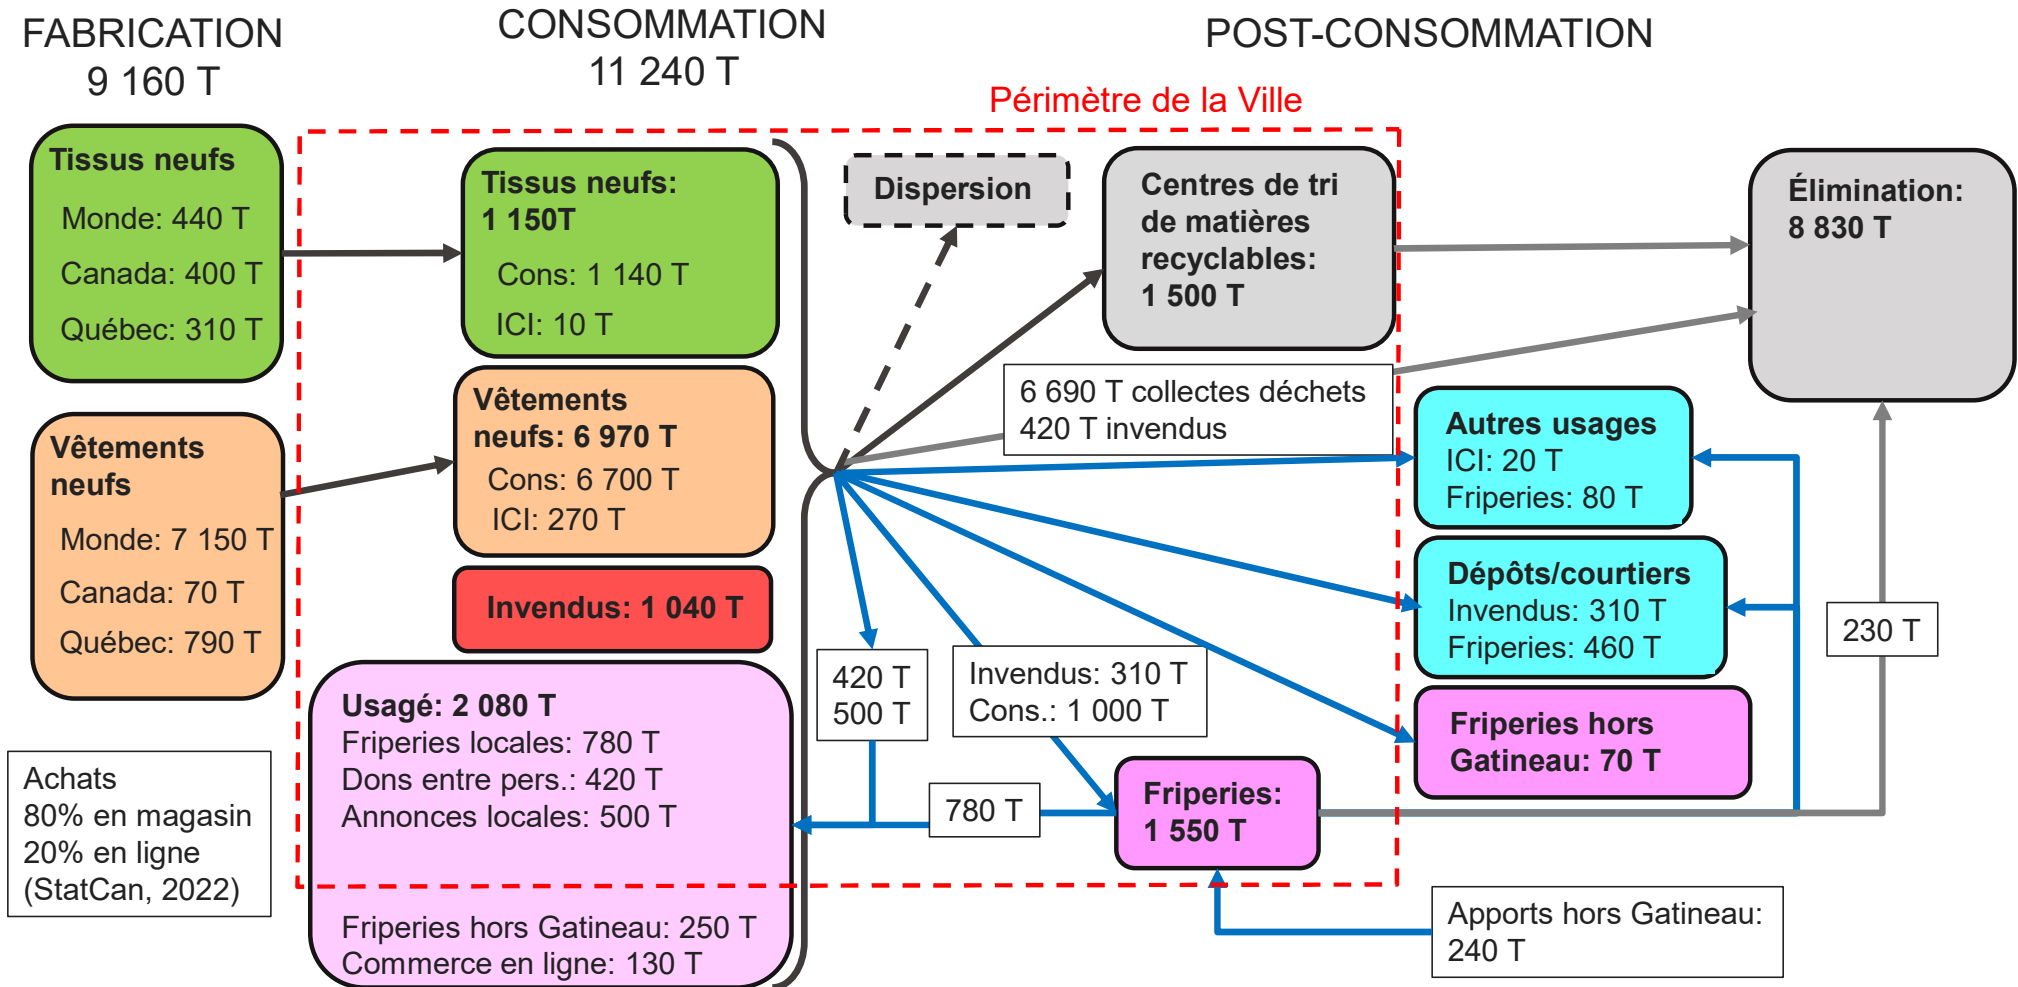 FABRICATION
9 160 T
CONSOMMATION
11 240 T
POST-CONSOMMATION
Périmètre de la Ville
Tissus neufs
Monde: 440 T
Canada: 400 T
Québec: 310 T
Vêtements
neufs
Monde: 7 150 T
Canada: 70 T
Québec: 790 T
Achats
80% en magasin
20% en ligne
(StatCan, 2022)
Tissus neufs:
1 150T
Cons: 1 140 T
ICI: 10 T
Vêtements
neufs: 6 970 T
Cons: 6 700 T
ICI: 270 T
Invendus: 1 040 T
Usagé: 2 080 T
Friperies locales: 780 T
Dons entre pers.: 420 T
Annonces locales: 500 T
Friperies hors Gatineau: 250 T
Commerce en ligne: 130 T
Dispersion
Centres de tri
de matières
recyclables:
1 500 T
6 690 T collectes déchets
420 T invendus
420 T
500 T
Invendus: 310 T
Cons.: 1 000 T
780 T
Friperies:
1 550 T
Élimination:
8 830 T
Autres usages
ICI: 20 T
Friperies: 80 T
Dépôts/courtiers
Invendus: 310 T
Friperies: 460 T
Friperies hors
Gatineau: 70 T
230 T
Apports hors Gatineau:
240 T